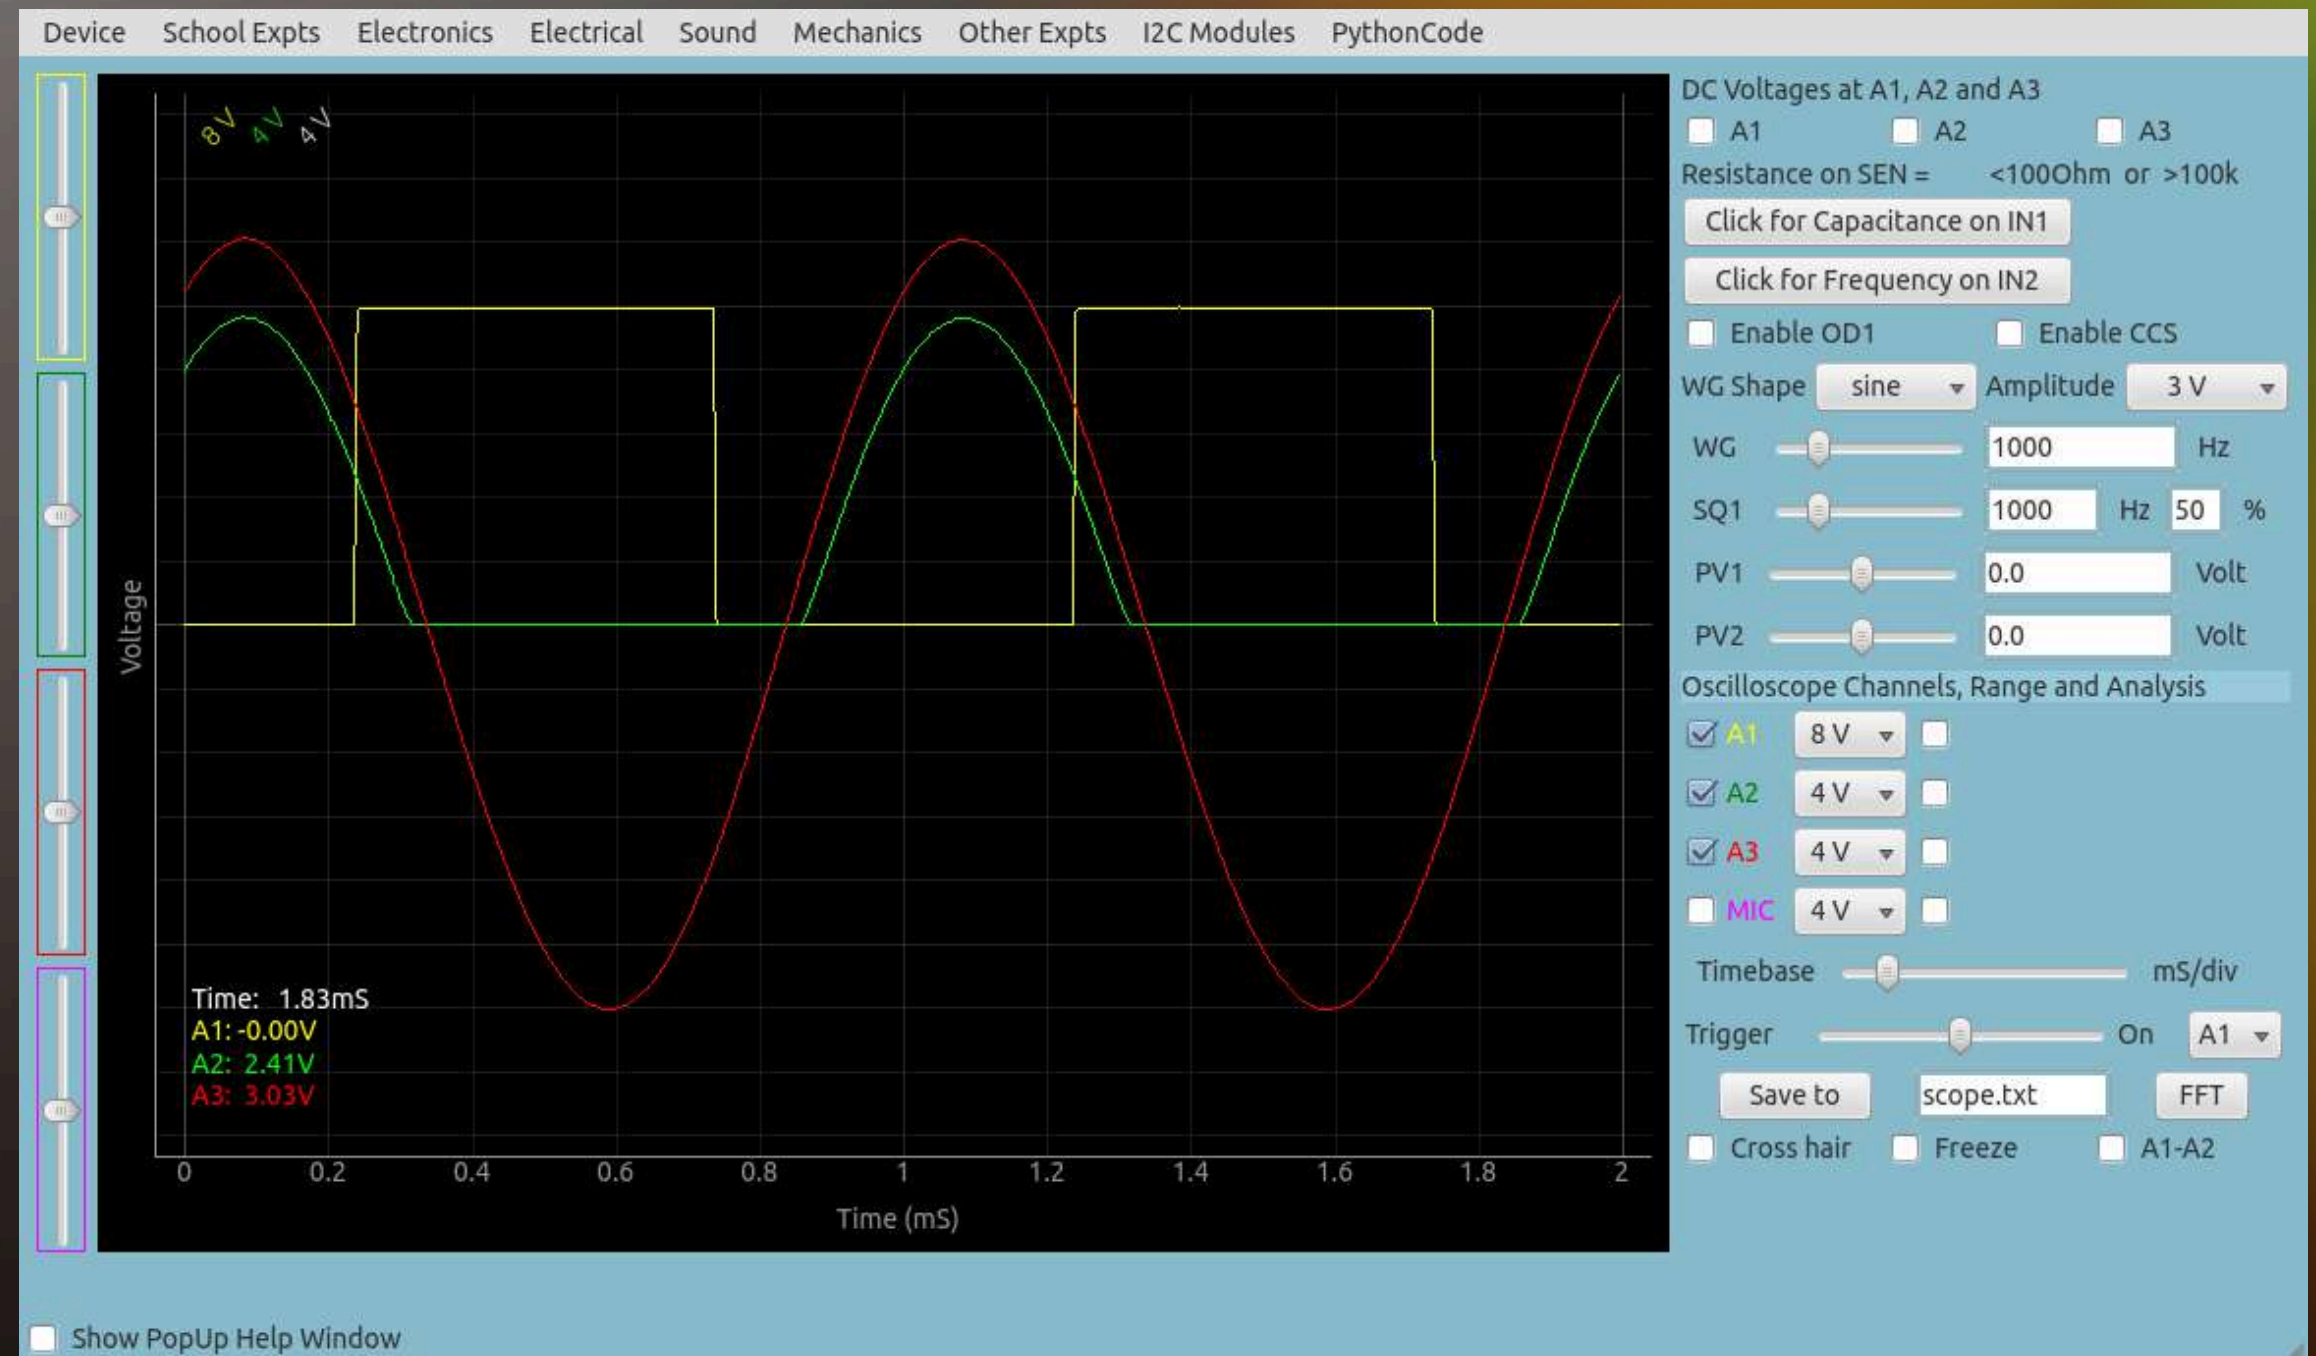 Device School Expts Electronics Electrical Sound Mechanics Other Expts I2C Modules PythonCode
8 V 4 V 4 V
Voltage
Time: 1.83mS
A1: -0.00V
A2: 2.41V
A3: 3.03V
0 0.2 0.4 0.6 0.8 1 1.2 1.4 1.6 1.8 2
Time (mS)
DC Voltages at A1, A2 and A3
A1 A2 A3
Resistance on SEN = <100Ohm or >100k
Click for Capacitance on IN1
Click for Frequency on IN2
Enable OD1 Enable CCS
WG Shape sine Amplitude 3 V
WG 1000 Hz
SQ1 1000 Hz 50 %
PV1 0.0 Volt
PV2 0.0 Volt
Oscilloscope Channels, Range and Analysis
A1 8 V
A2 4 V
A3 4 V
MIC 4 V
Timebase mS/div
Trigger On A1
Save to scope.txt FFT
Cross hair Freeze A1-A2
Show PopUp Help Window